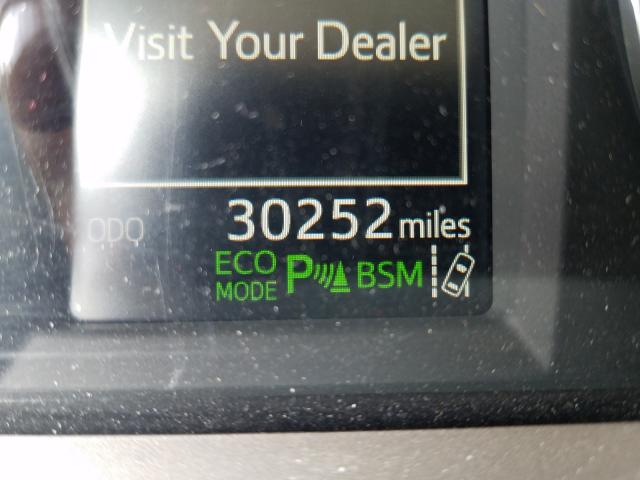 Visit Your Dealer
ODO 30252 miles
ECO MODE P BSM